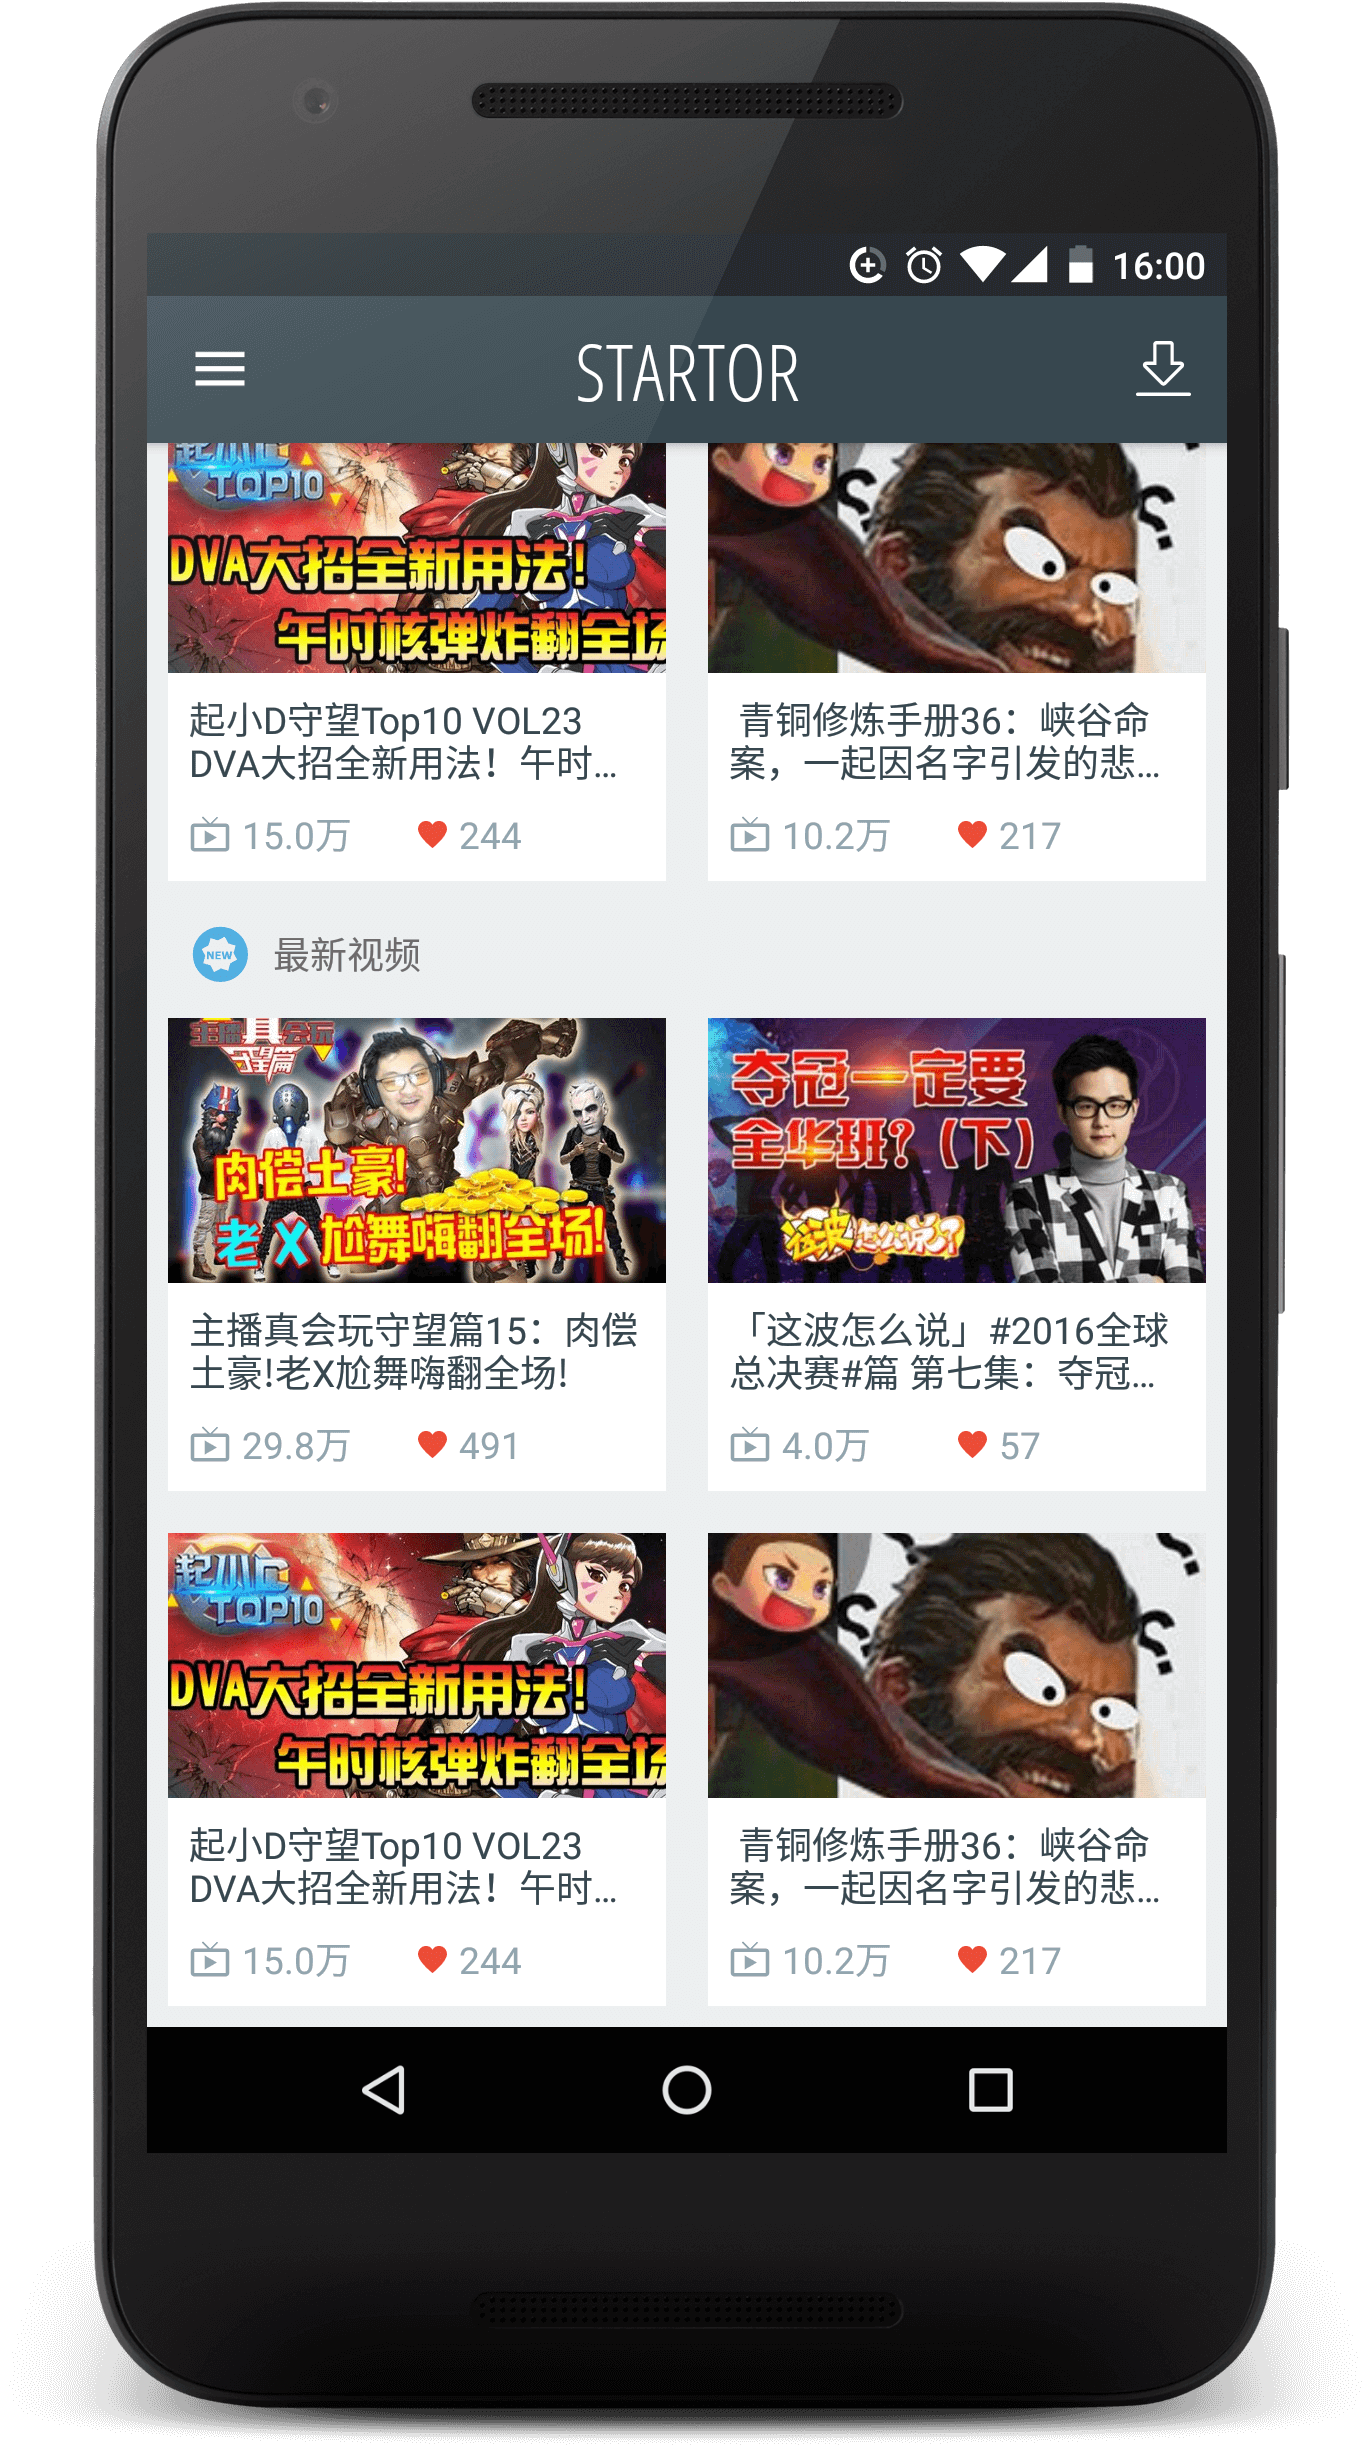 16:00
STARTOR
起小D
TOP10
DVA大招全新用法!
午时核弹炸翻全场
起小D守望Top10 VOL23
DVA大招全新用法！午时...
15.0万 244
青铜修炼手册36：峡谷命
案，一起因名字引发的悲...
10.2万 217
NEW 最新视频
主播真会玩
守望篇
肉偿土豪!
老X尬舞嗨翻全场!
主播真会玩守望篇15：肉偿
土豪!老X尬舞嗨翻全场!
29.8万 491
夺冠一定要
全华班?(下)
这波怎么说
「这波怎么说」#2016全球
总决赛#篇 第七集：夺冠...
4.0万 57
起小D
TOP10
DVA大招全新用法!
午时核弹炸翻全场
起小D守望Top10 VOL23
DVA大招全新用法！午时...
15.0万 244
青铜修炼手册36：峡谷命
案，一起因名字引发的悲...
10.2万 217